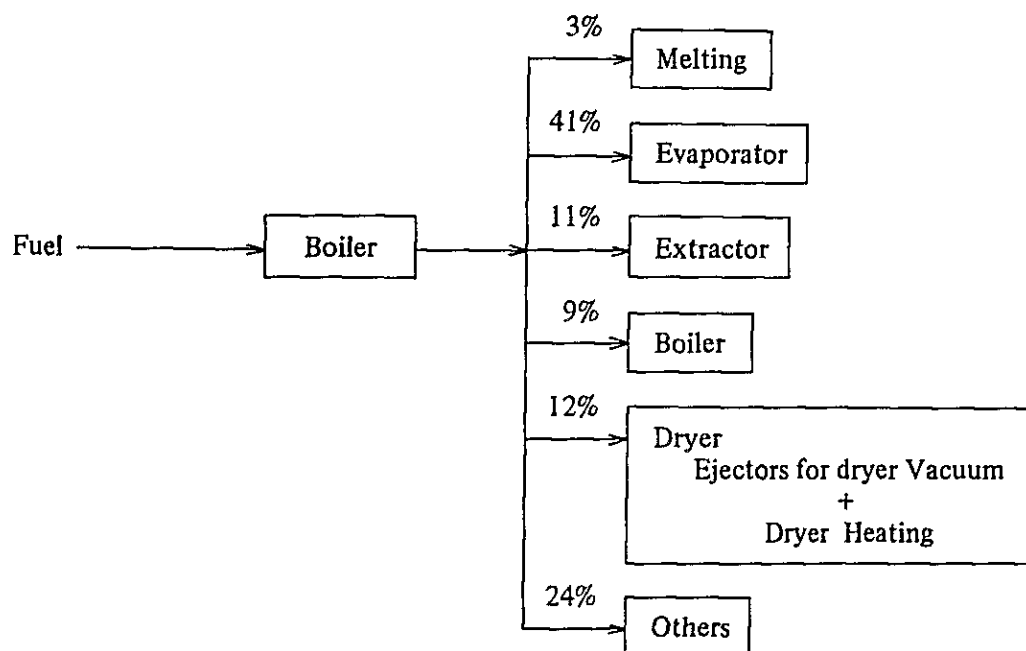 3%
Melting
41%
Evaporator
11%
Fuel
Boiler
Extractor
9%
Boiler
12%
Dryer
Ejectors for dryer Vacuum
+
Dryer Heating
24%
Others